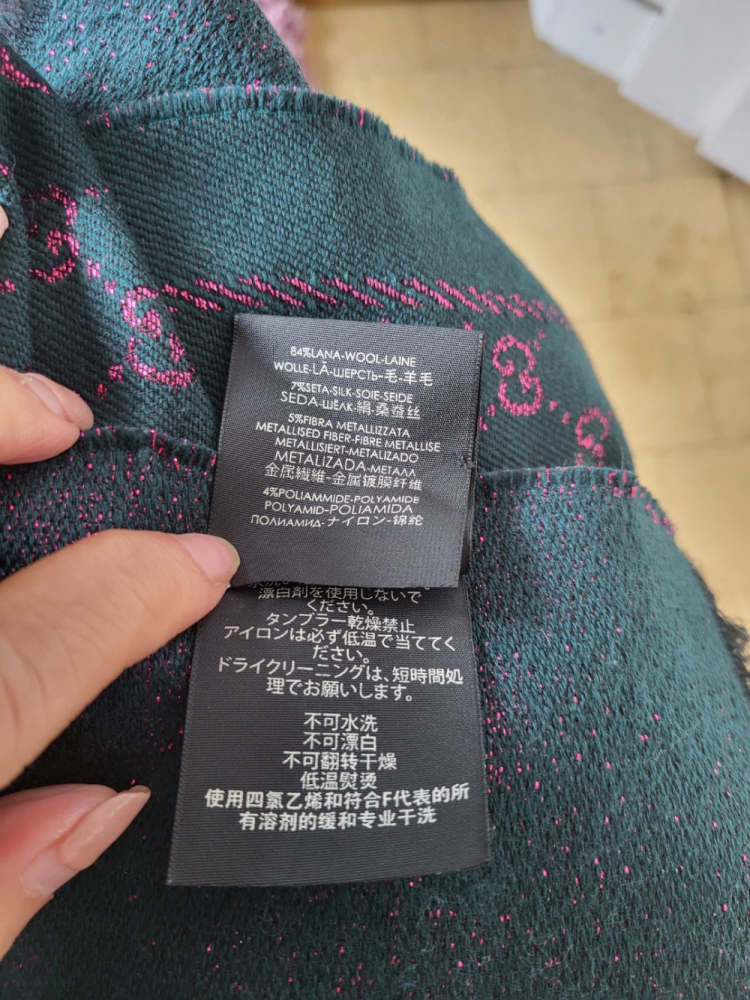 84%LANA-WOOL-LAINE
WOLLE-LÃ-ШЕРСТЬ-毛-羊毛
7%SETA-SILK-SOIE-SEIDE
SEDA-ШЁЛК-絹-桑蚕丝
5%FIBRA METALLIZZATA
METALLISED FIBER-FIBRE METALLISE
METALLISIERT-METALIZADO
METALIZADA-МЕТАЛЛ
金属繊維-金属镀膜纤维
4%POLIAMMIDE-POLYAMIDE
POLYAMID-POLIAMIDA
ПОЛИАМИД-ナイロン-锦纶
漂白剤を使用しないで
ください。
タンブラー乾燥禁止
アイロンは必ず低温で当ててく
ださい。
ドライクリーニングは、短時間処
理でお願いします。
不可水洗
不可漂白
不可翻转干燥
低温熨烫
使用四氯乙烯和符合F代表的所
有溶剂的缓和专业干洗